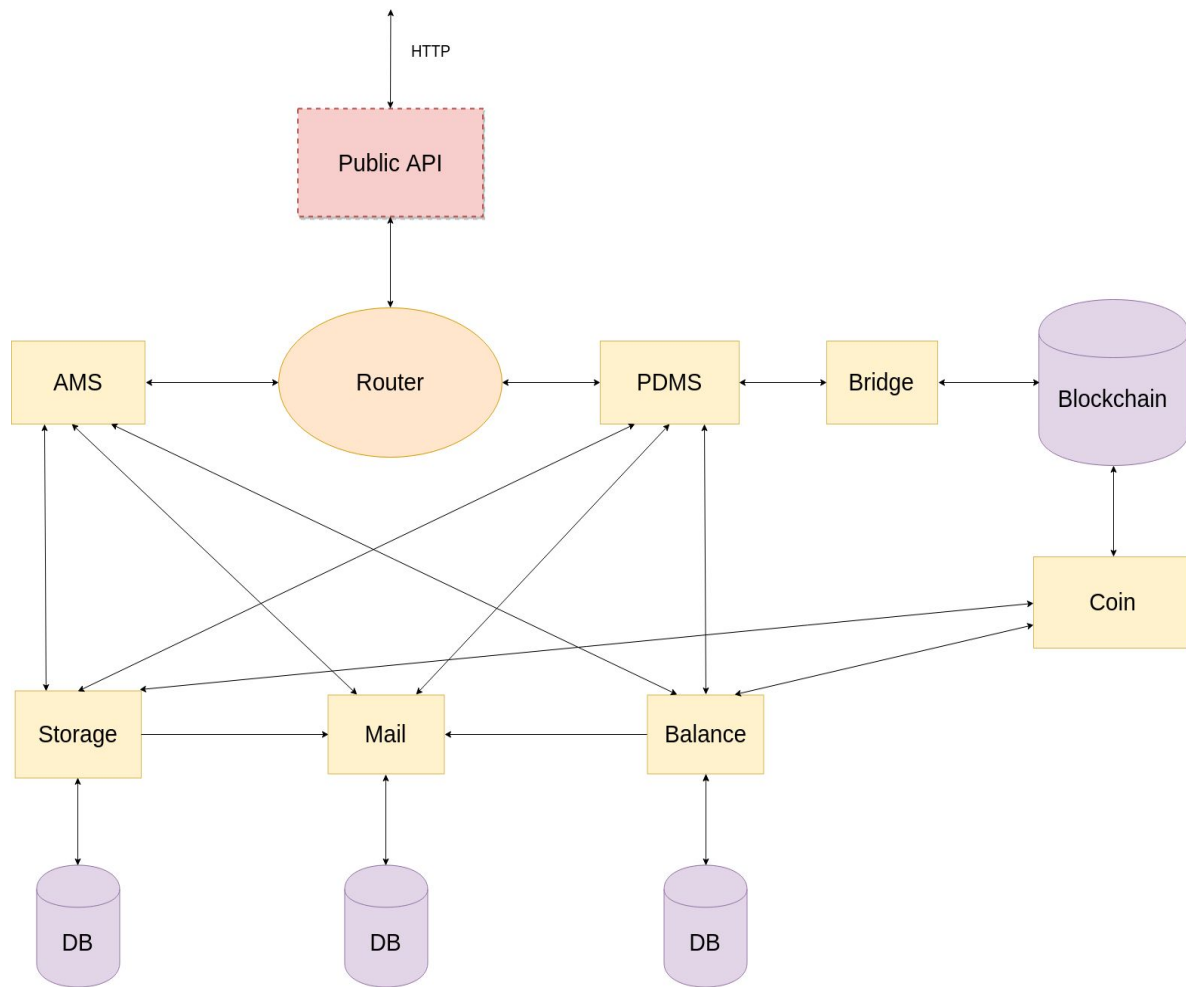 HTTP
Public API
AMS
Router
PDMS
Bridge
Blockchain
Coin
Storage
Mail
Balance
DB
DB
DB